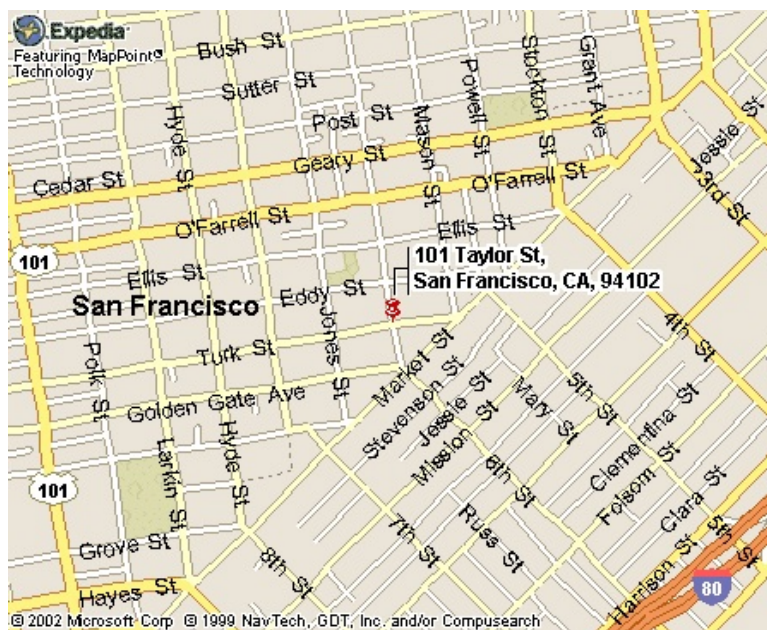 Expedia
Featuring MapPoint®
Technology
Bush St
Sutter St
Post St
Geary St
Cedar St
O'Farrell St
O'Farrell St
Hyde St
Mason St
Powell St
Stockton St
Grant Ave
Jessie St
3rd St
101
Ellis St
Ellis St
101 Taylor St,
San Francisco, CA, 94102
San Francisco
Eddy St
Jones St
Turk St
Golden Gate Ave
Polk St
Larkin St
Hyde St
Market St
Stevenson St
Jessie St
Mission St
Mary St
4th St
5th St
6th St
7th St
8th St
Russ St
Clementina St
Folsom St
Clara St
5th St
Harrison St
101
Grove St
Hayes St
80
© 2002 Microsoft Corp © 1999 NavTech, GDT, Inc. and/or Compusearch